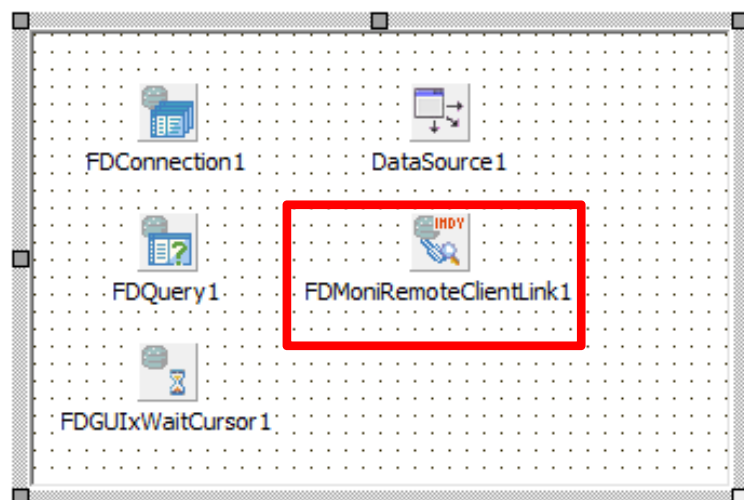 FDConnection1
DataSource1
INDY
FDQuery1
FDMoniRemoteClientLink1
FDGUIxWaitCursor1